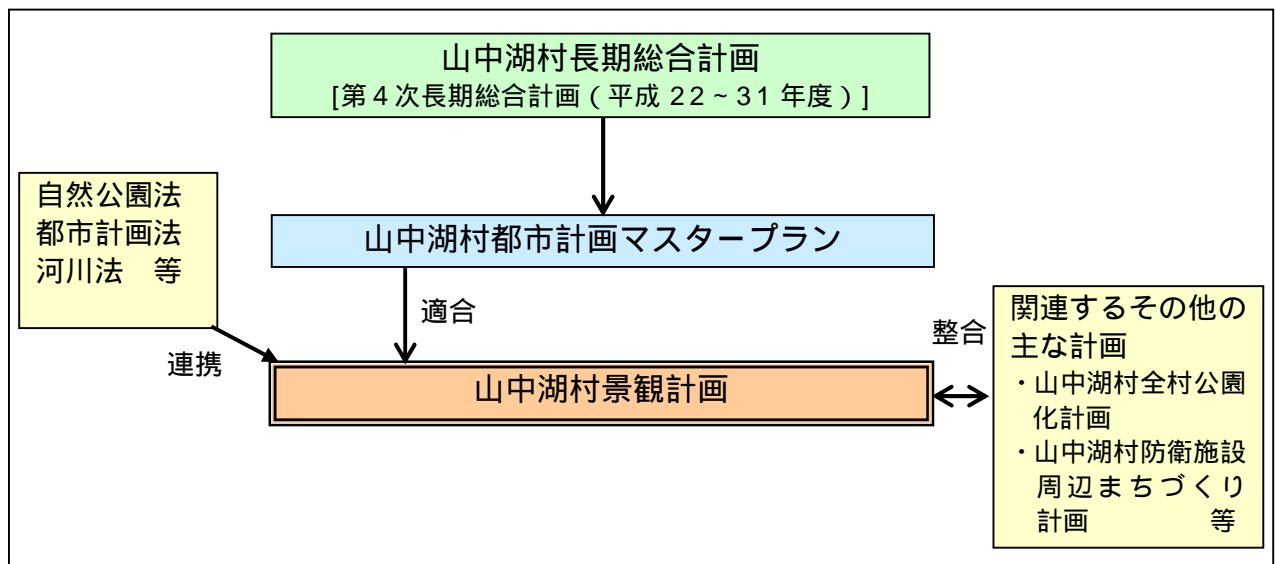 山中湖村長期総合計画
[第４次長期総合計画（平成 22～31 年度）]
自然公園法
都市計画法
河川法　等
山中湖村都市計画マスタープラン
適合
連携
山中湖村景観計画
整合
関連するその他の
主な計画
・山中湖村全村公園
化計画
・山中湖村防衛施設
周辺まちづくり
計画　　　等